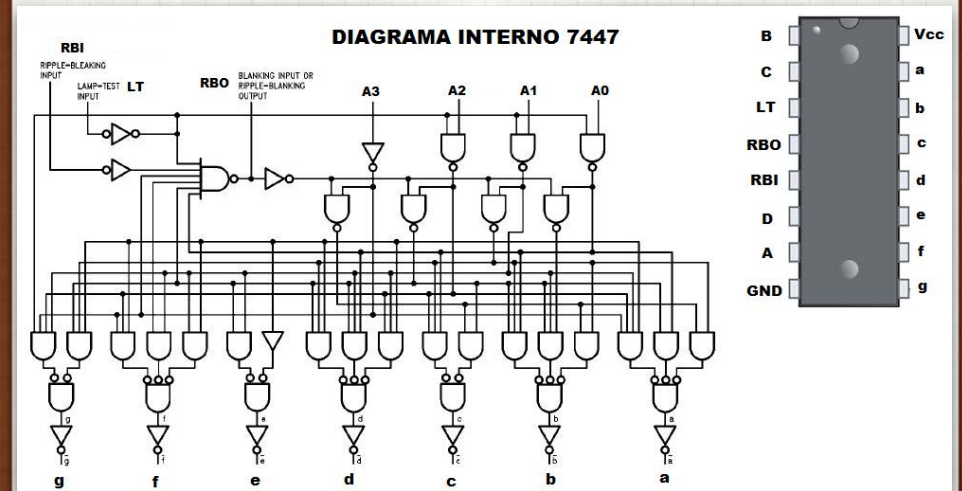 DIAGRAMA INTERNO 7447
RBI
RIPPLE-BLEAKING
INPUT
LAMP-TEST
INPUT
LT
RBO
BLANKING INPUT OR
RIPPLE-BLANKING
OUTPUT
A3
A2
A1
A0
g
f
e
d
c
b
a
g
f
e
d
c
b
a
g
f
e
d
c
b
a
B
C
LT
RBO
RBI
D
A
GND
Vcc
a
b
c
d
e
f
g